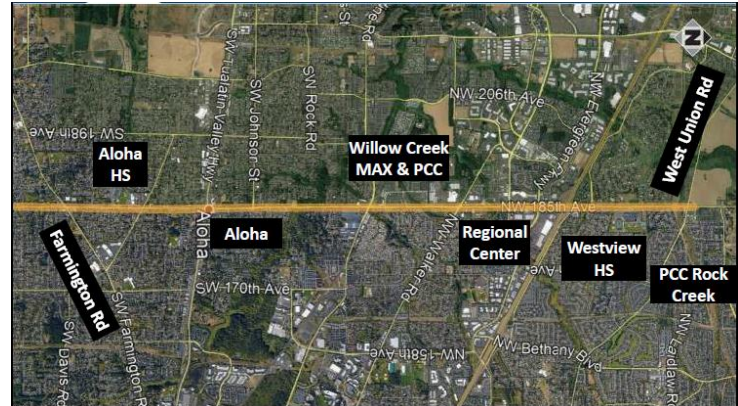 ne Rd
N
NW 206th Ave
NW Evergreen Pkwy
West Union Rd
SW 198th Ave
SW Tualatin-Valley Hwy
SW Johnson St
SW Rock Rd
Aloha
HS
Willow Creek
MAX & PCC
NW 185th Ave
Aloha
Aloha
Regional
Center
Westview
HS
PCC Rock
Creek
Farmington Rd
SW Farmington R
SW Davis Rd
SW 170th Ave
NW Walker Rd
NW 158th Ave
NW Bethany Blvd
NW Laidlaw R